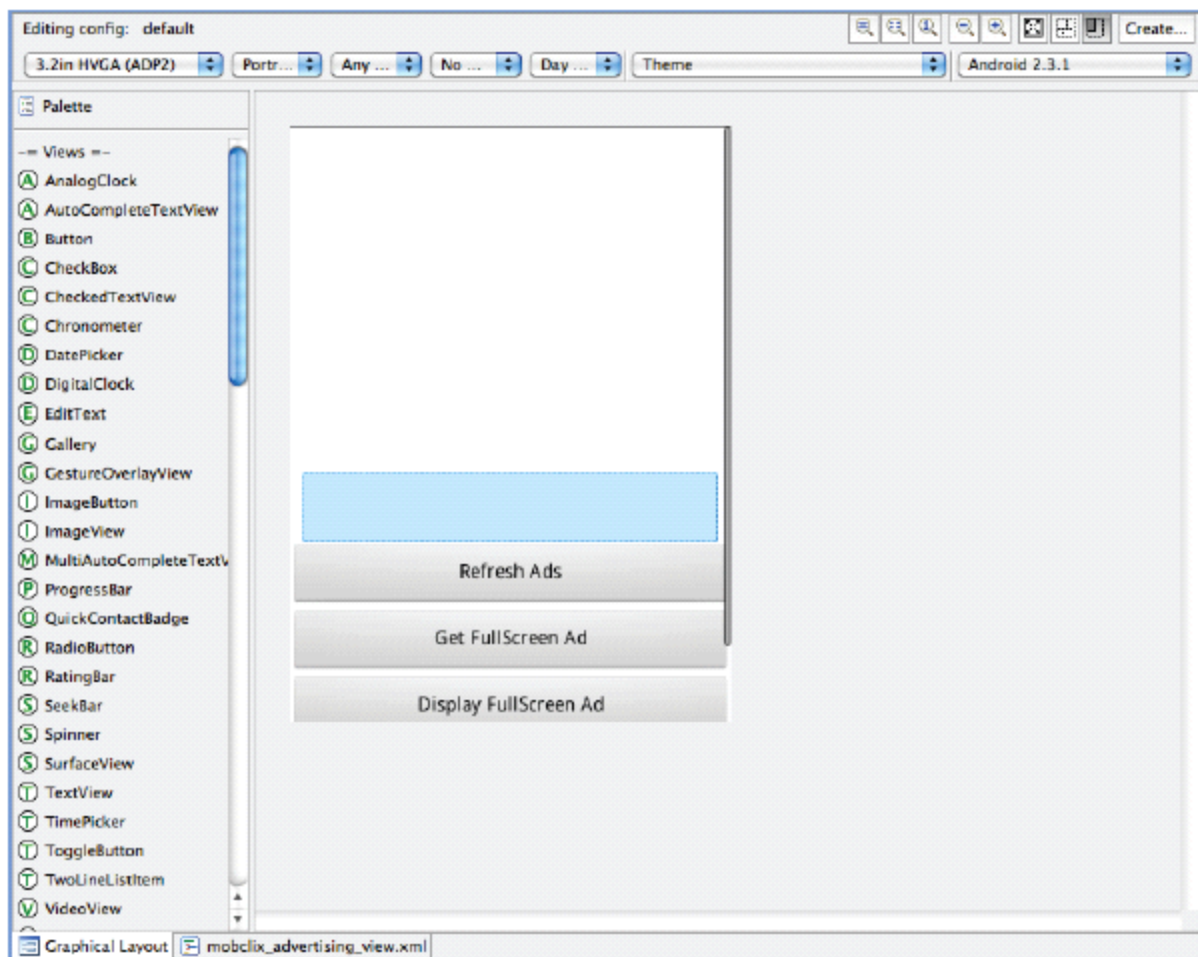 Editing config: default
Create...
3.2in HVGA (ADP2)
Portr...
Any ...
No ...
Day ...
Theme
Android 2.3.1
Palette
-= Views =-
AnalogClock
AutoCompleteTextView
Button
CheckBox
CheckedTextView
Chronometer
DatePicker
DigitalClock
EditText
Gallery
GestureOverlayView
ImageButton
ImageView
MultiAutoCompleteTextV
ProgressBar
QuickContactBadge
RadioButton
RatingBar
SeekBar
Spinner
SurfaceView
TextView
TimePicker
ToggleButton
TwoLineListItem
VideoView
Refresh Ads
Get FullScreen Ad
Display FullScreen Ad
Graphical Layout
mobclix_advertising_view.xml